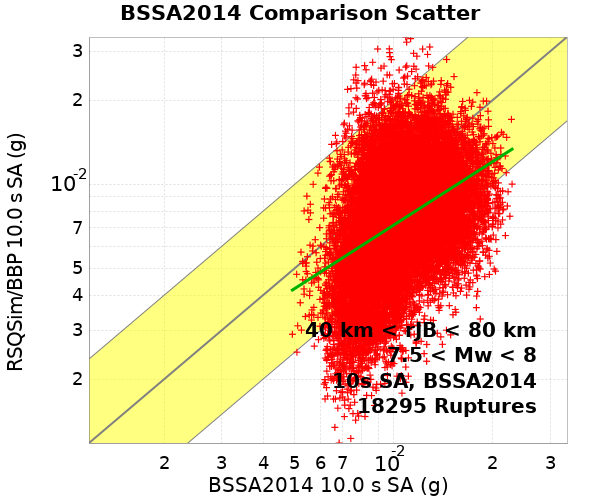 BSSA2014 Comparison Scatter
RSQSim/BBP 10.0 s SA (g)
3
2
10-2
7
5
4
3
2
40 km < rJB < 80 km
7.5 < Mw < 8
10s SA, BSSA2014
18295 Ruptures
2 3 4 5 6 7 10-2 2 3
BSSA2014 10.0 s SA (g)